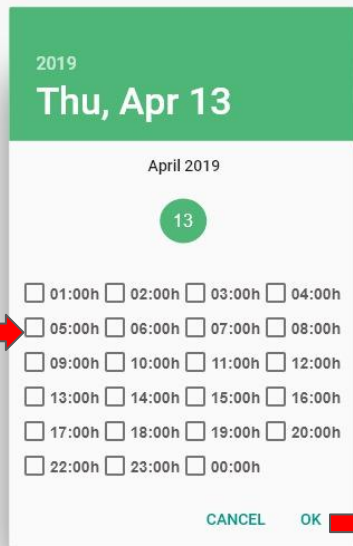 2019
Thu, Apr 13
April 2019
13
01:00h 02:00h 03:00h 04:00h
05:00h 06:00h 07:00h 08:00h
09:00h 10:00h 11:00h 12:00h
13:00h 14:00h 15:00h 16:00h
17:00h 18:00h 19:00h 20:00h
22:00h 23:00h 00:00h
CANCEL OK